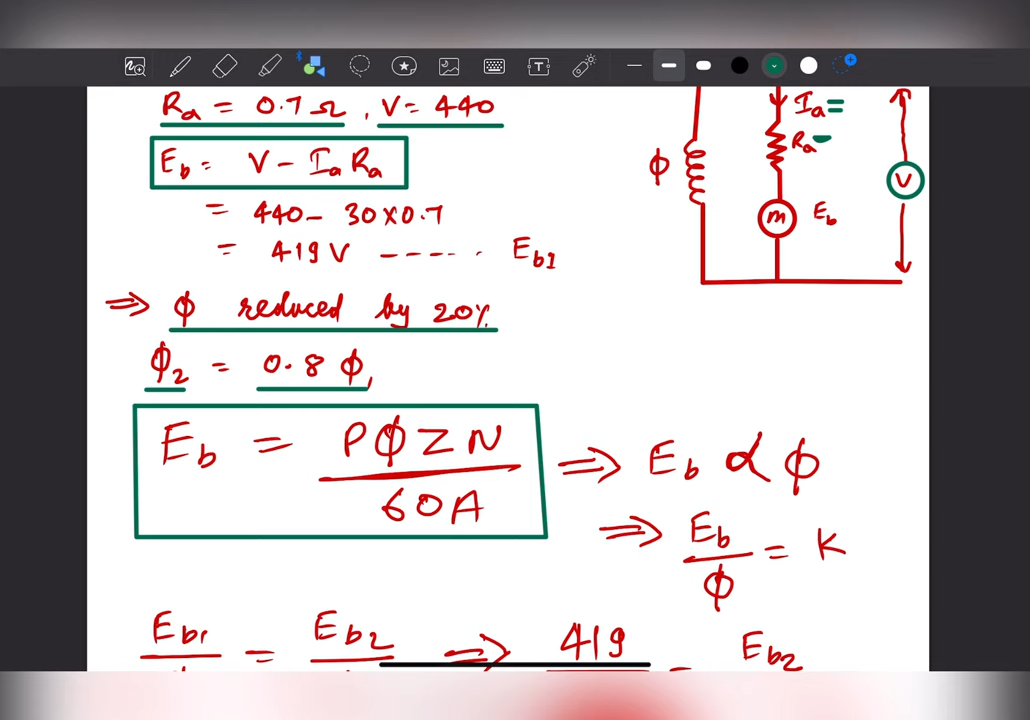 Ra = 0.7 Ω , V = 440
Eb = V - Ia Ra
= 440 - 30×0.7
= 419 V ------ Eb1
⇒ ϕ reduced by 20%
ϕ2 = 0.8 ϕ1
Eb = PϕZN / 60A ⇒ Eb ∝ ϕ
⇒ Eb / ϕ = K
Eb1 = Eb2 ⇒ 419 = Eb2
Ia =
Ra
ϕ
m Eb
V
T